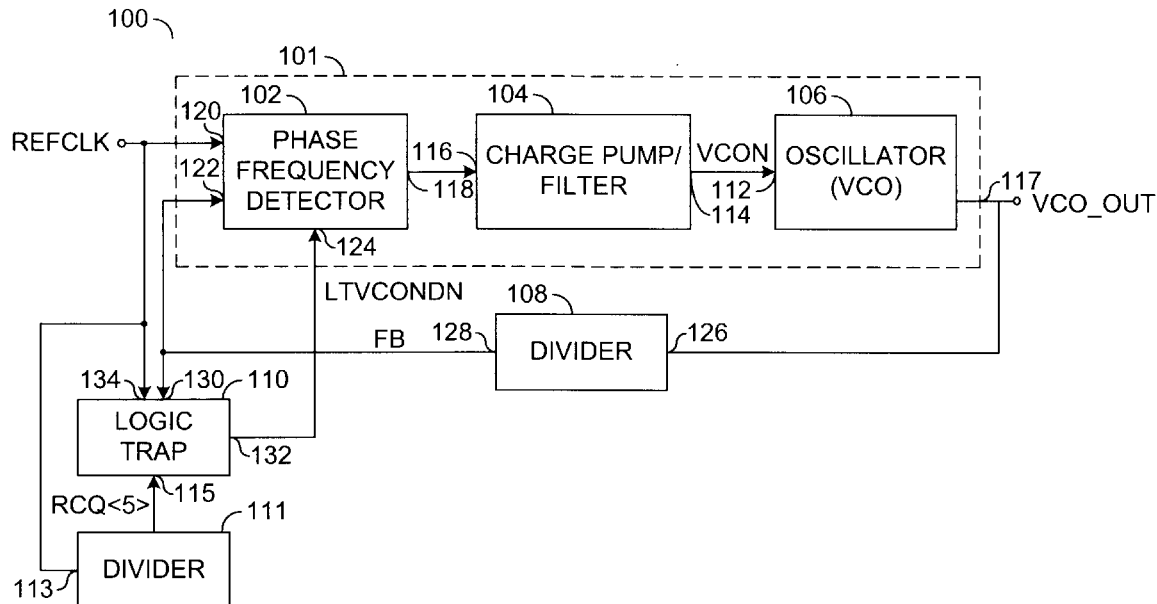 100
101
102
104
106
REFCLK
120
122
PHASE
FREQUENCY
DETECTOR
124
116
118
CHARGE PUMP/
FILTER
VCON
112
114
OSCILLATOR
(VCO)
117
VCO_OUT
LTVCONDN
108
FB
128
DIVIDER
126
134
130
110
LOGIC
TRAP
132
RCQ<5>
115
111
113
DIVIDER